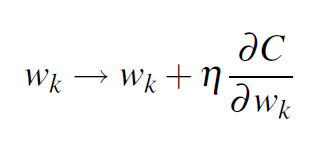 w_k → w_k + η ∂C/∂w_k